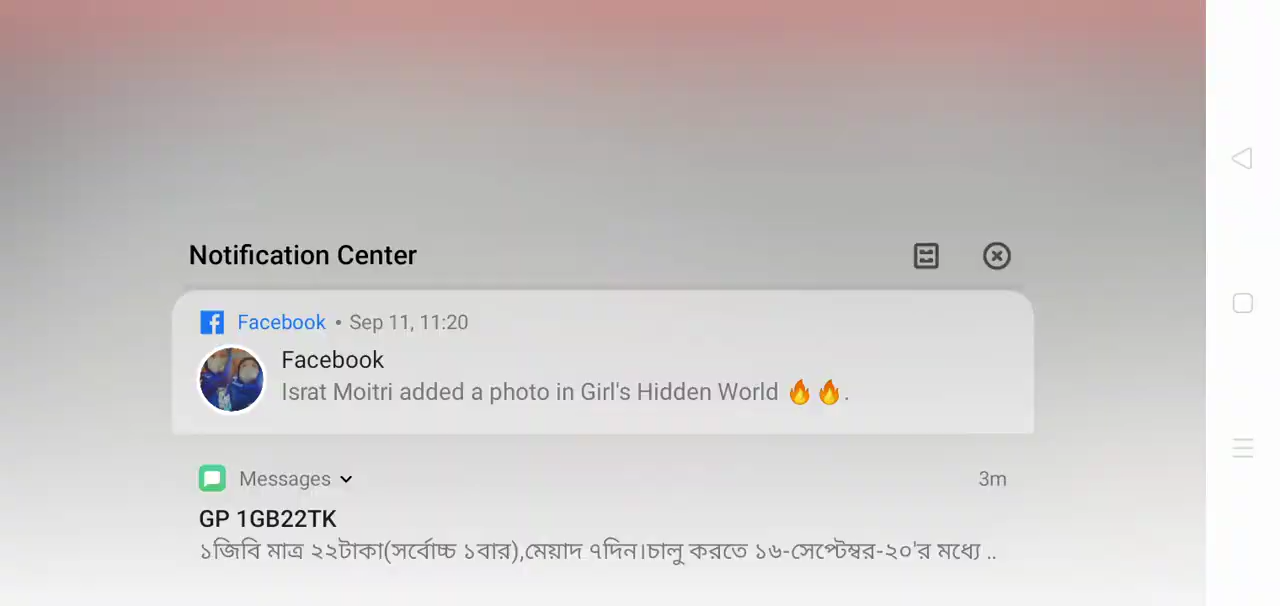 Notification Center
Facebook • Sep 11, 11:20
Facebook
Israt Moitri added a photo in Girl's Hidden World 🔥🔥.
Messages 3m
GP 1GB22TK
১জিবি মাত্র ২২টাকা(সর্বোচ্চ ১বার),মেয়াদ ৭দিন।চালু করতে ১৬-সেপ্টেম্বর-২০'র মধ্যে ..